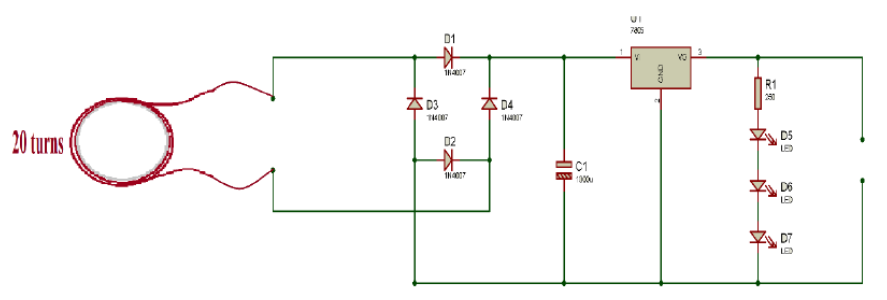 20 turns
D1
1N4007
D3
1N4007
D4
1N4007
D2
1N4007
C1
U1
7805
1
VI
VO
3
GND
R1
D5
LED
D6
LED
D7
LED